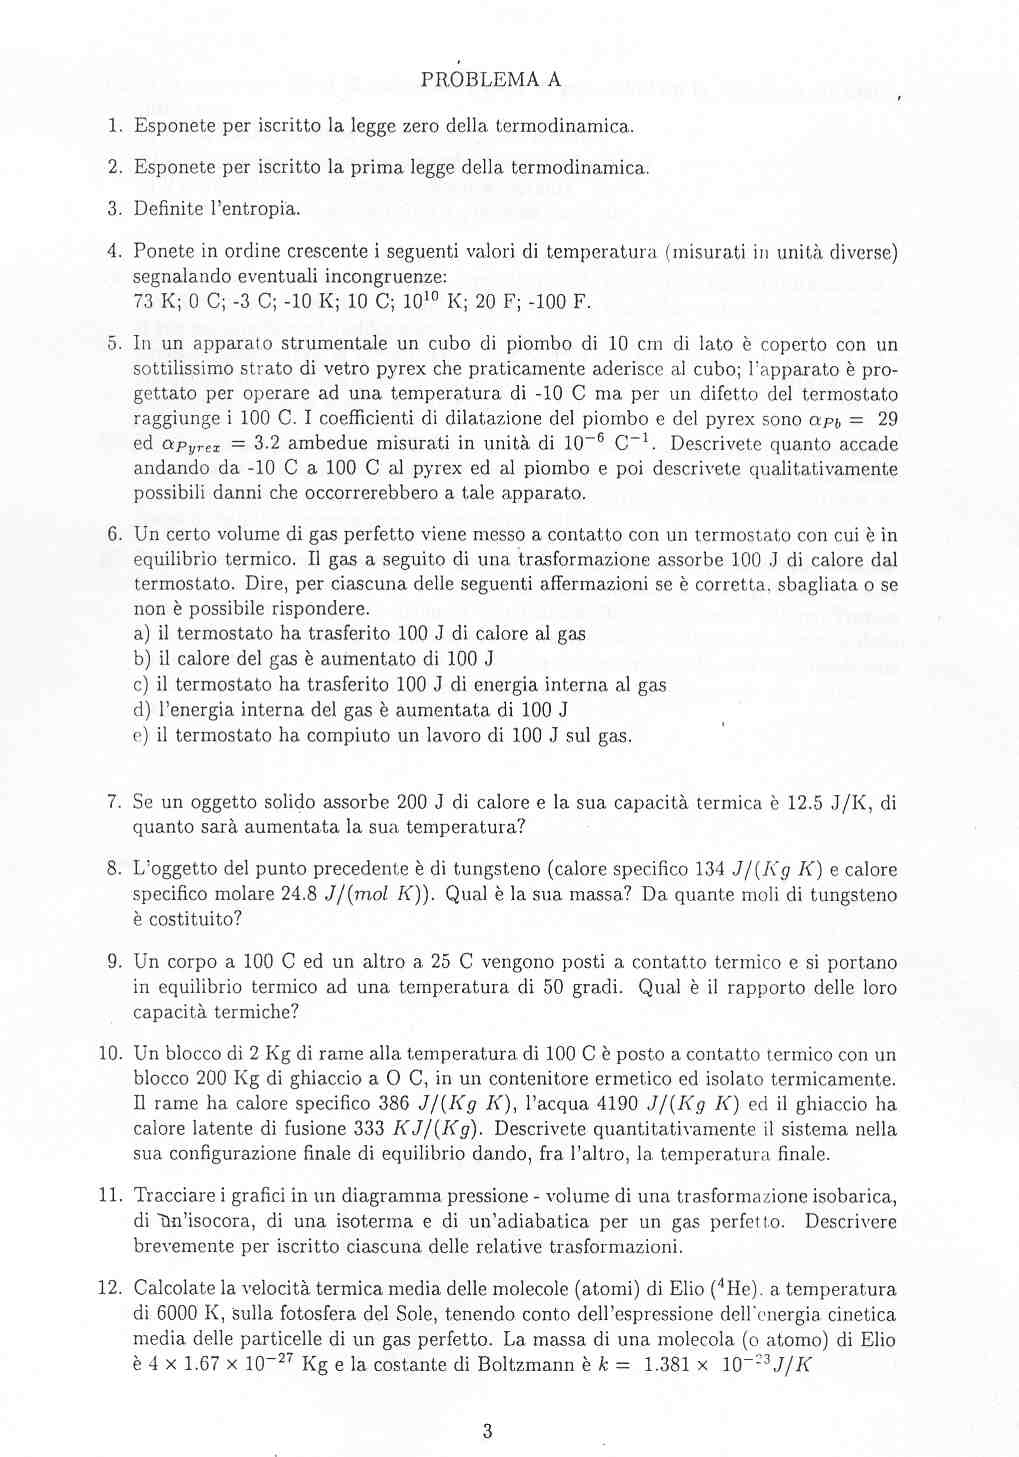 PROBLEMA A
1. Esponete per iscritto la legge zero della termodinamica.
2. Esponete per iscritto la prima legge della termodinamica.
3. Definite l'entropia.
4. Ponete in ordine crescente i seguenti valori di temperatura (misurati in unità diverse)
segnalando eventuali incongruenze:
73 K; 0 C; -3 C; -10 K; 10 C; 10¹⁰ K; 20 F; -100 F.
5. In un apparato strumentale un cubo di piombo di 10 cm di lato è coperto con un
sottilissimo strato di vetro pyrex che praticamente aderisce al cubo; l'apparato è pro-
gettato per operare ad una temperatura di -10 C ma per un difetto del termostato
raggiunge i 100 C. I coefficienti di dilatazione del piombo e del pyrex sono α_Pb = 29
ed α_Pyrex = 3.2 ambedue misurati in unità di 10⁻⁶ C⁻¹. Descrivete quanto accade
andando da -10 C a 100 C al pyrex ed al piombo e poi descrivete qualitativamente
possibili danni che occorrerebbero a tale apparato.
6. Un certo volume di gas perfetto viene messo a contatto con un termostato con cui è in
equilibrio termico. Il gas a seguito di una trasformazione assorbe 100 J di calore dal
termostato. Dire, per ciascuna delle seguenti affermazioni se è corretta, sbagliata o se
non è possibile rispondere.
a) il termostato ha trasferito 100 J di calore al gas
b) il calore del gas è aumentato di 100 J
c) il termostato ha trasferito 100 J di energia interna al gas
d) l'energia interna del gas è aumentata di 100 J
e) il termostato ha compiuto un lavoro di 100 J sul gas.
7. Se un oggetto solido assorbe 200 J di calore e la sua capacità termica è 12.5 J/K, di
quanto sarà aumentata la sua temperatura?
8. L'oggetto del punto precedente è di tungsteno (calore specifico 134 J/(Kg K) e calore
specifico molare 24.8 J/(mol K)). Qual è la sua massa? Da quante moli di tungsteno
è costituito?
9. Un corpo a 100 C ed un altro a 25 C vengono posti a contatto termico e si portano
in equilibrio termico ad una temperatura di 50 gradi. Qual è il rapporto delle loro
capacità termiche?
10. Un blocco di 2 Kg di rame alla temperatura di 100 C è posto a contatto termico con un
blocco 200 Kg di ghiaccio a O C, in un contenitore ermetico ed isolato termicamente.
Il rame ha calore specifico 386 J/(Kg K), l'acqua 4190 J/(Kg K) ed il ghiaccio ha
calore latente di fusione 333 KJ/(Kg). Descrivete quantitativamente il sistema nella
sua configurazione finale di equilibrio dando, fra l'altro, la temperatura finale.
11. Tracciare i grafici in un diagramma pressione - volume di una trasformazione isobarica,
di un'isocora, di una isoterma e di un'adiabatica per un gas perfetto. Descrivere
brevemente per iscritto ciascuna delle relative trasformazioni.
12. Calcolate la velocità termica media delle molecole (atomi) di Elio (⁴He). a temperatura
di 6000 K, sulla fotosfera del Sole, tenendo conto dell'espressione dell'energia cinetica
media delle particelle di un gas perfetto. La massa di una molecola (o atomo) di Elio
è 4 × 1.67 × 10⁻²⁷ Kg e la costante di Boltzmann è k = 1.381 × 10⁻²³J/K
3